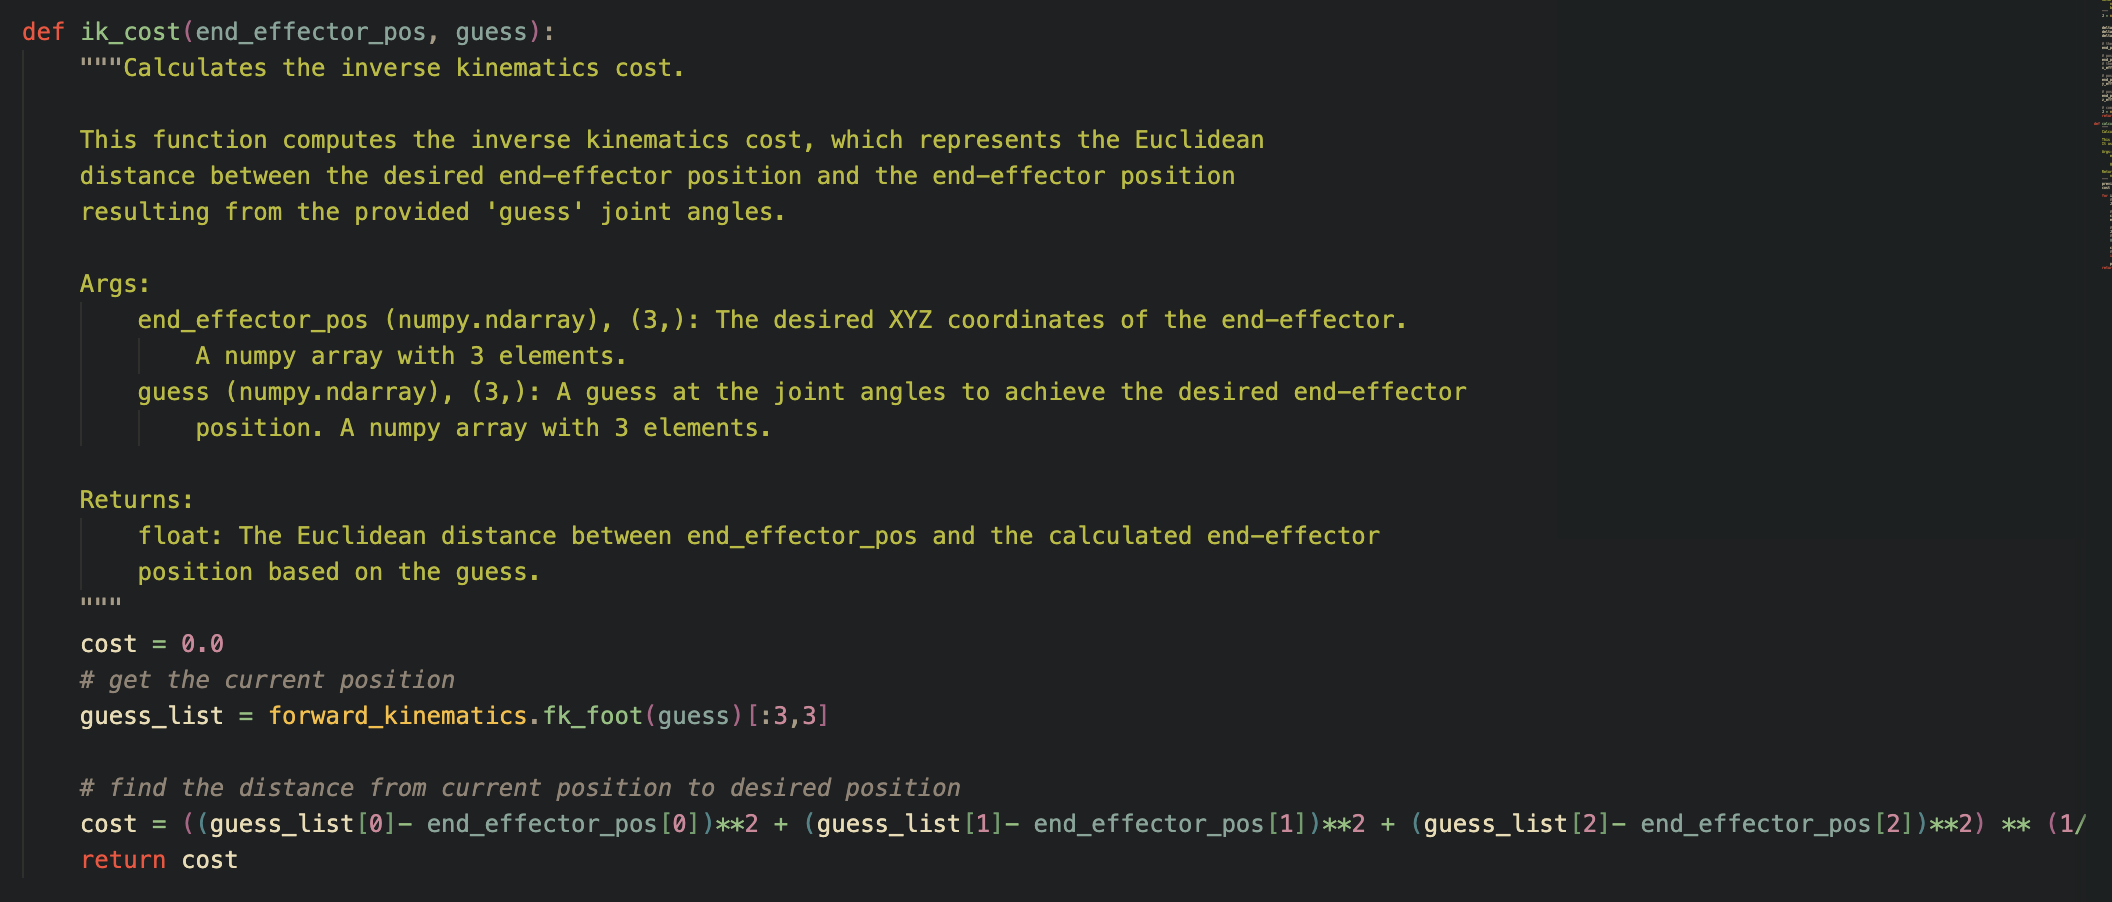 def ik_cost(end_effector_pos, guess):
"""Calculates the inverse kinematics cost.
This function computes the inverse kinematics cost, which represents the Euclidean
distance between the desired end-effector position and the end-effector position
resulting from the provided 'guess' joint angles.
Args:
end_effector_pos (numpy.ndarray), (3,): The desired XYZ coordinates of the end-effector.
A numpy array with 3 elements.
guess (numpy.ndarray), (3,): A guess at the joint angles to achieve the desired end-effector
position. A numpy array with 3 elements.
Returns:
float: The Euclidean distance between end_effector_pos and the calculated end-effector
position based on the guess.
"""
cost = 0.0
# get the current position
guess_list = forward_kinematics.fk_foot(guess)[:3,3]
# find the distance from current position to desired position
cost = ((guess_list[0]- end_effector_pos[0])**2 + (guess_list[1]- end_effector_pos[1])**2 + (guess_list[2]- end_effector_pos[2])**2) ** (1/
return cost